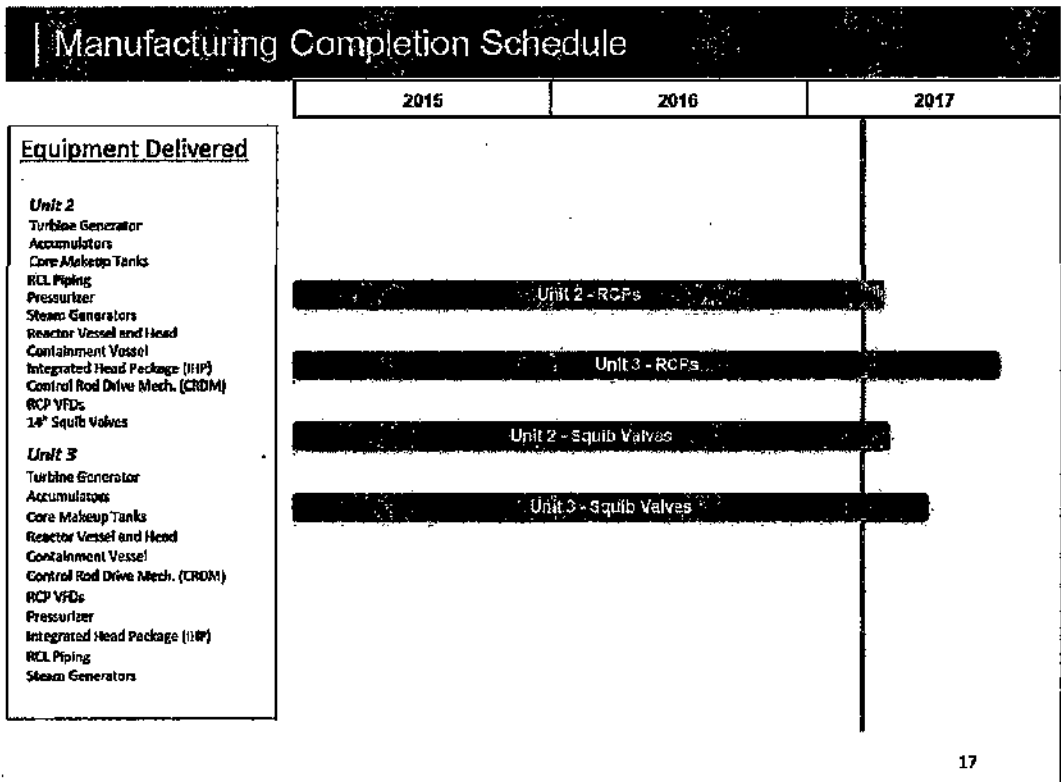 Manufacturing Completion Schedule
2015 2016 2017
Equipment Delivered
Unit 2
Turbine Generator
Accumulators
Core Makeup Tanks
RCL Piping
Pressurizer
Steam Generators
Reactor Vessel and Head
Containment Vessel
Integrated Head Package (IHP)
Control Rod Drive Mech. (CRDM)
RCP VFDs
14" Squib Valves
Unit 3
Turbine Generator
Accumulators
Core Makeup Tanks
Reactor Vessel and Head
Containment Vessel
Control Rod Drive Mech. (CRDM)
RCP VFDs
Pressurizer
Integrated Head Package (IHP)
RCL Piping
Steam Generators
Unit 2 - RCPs
Unit 3 - RCPs
Unit 2 - Squib Valves
Unit 3 - Squib Valves
17